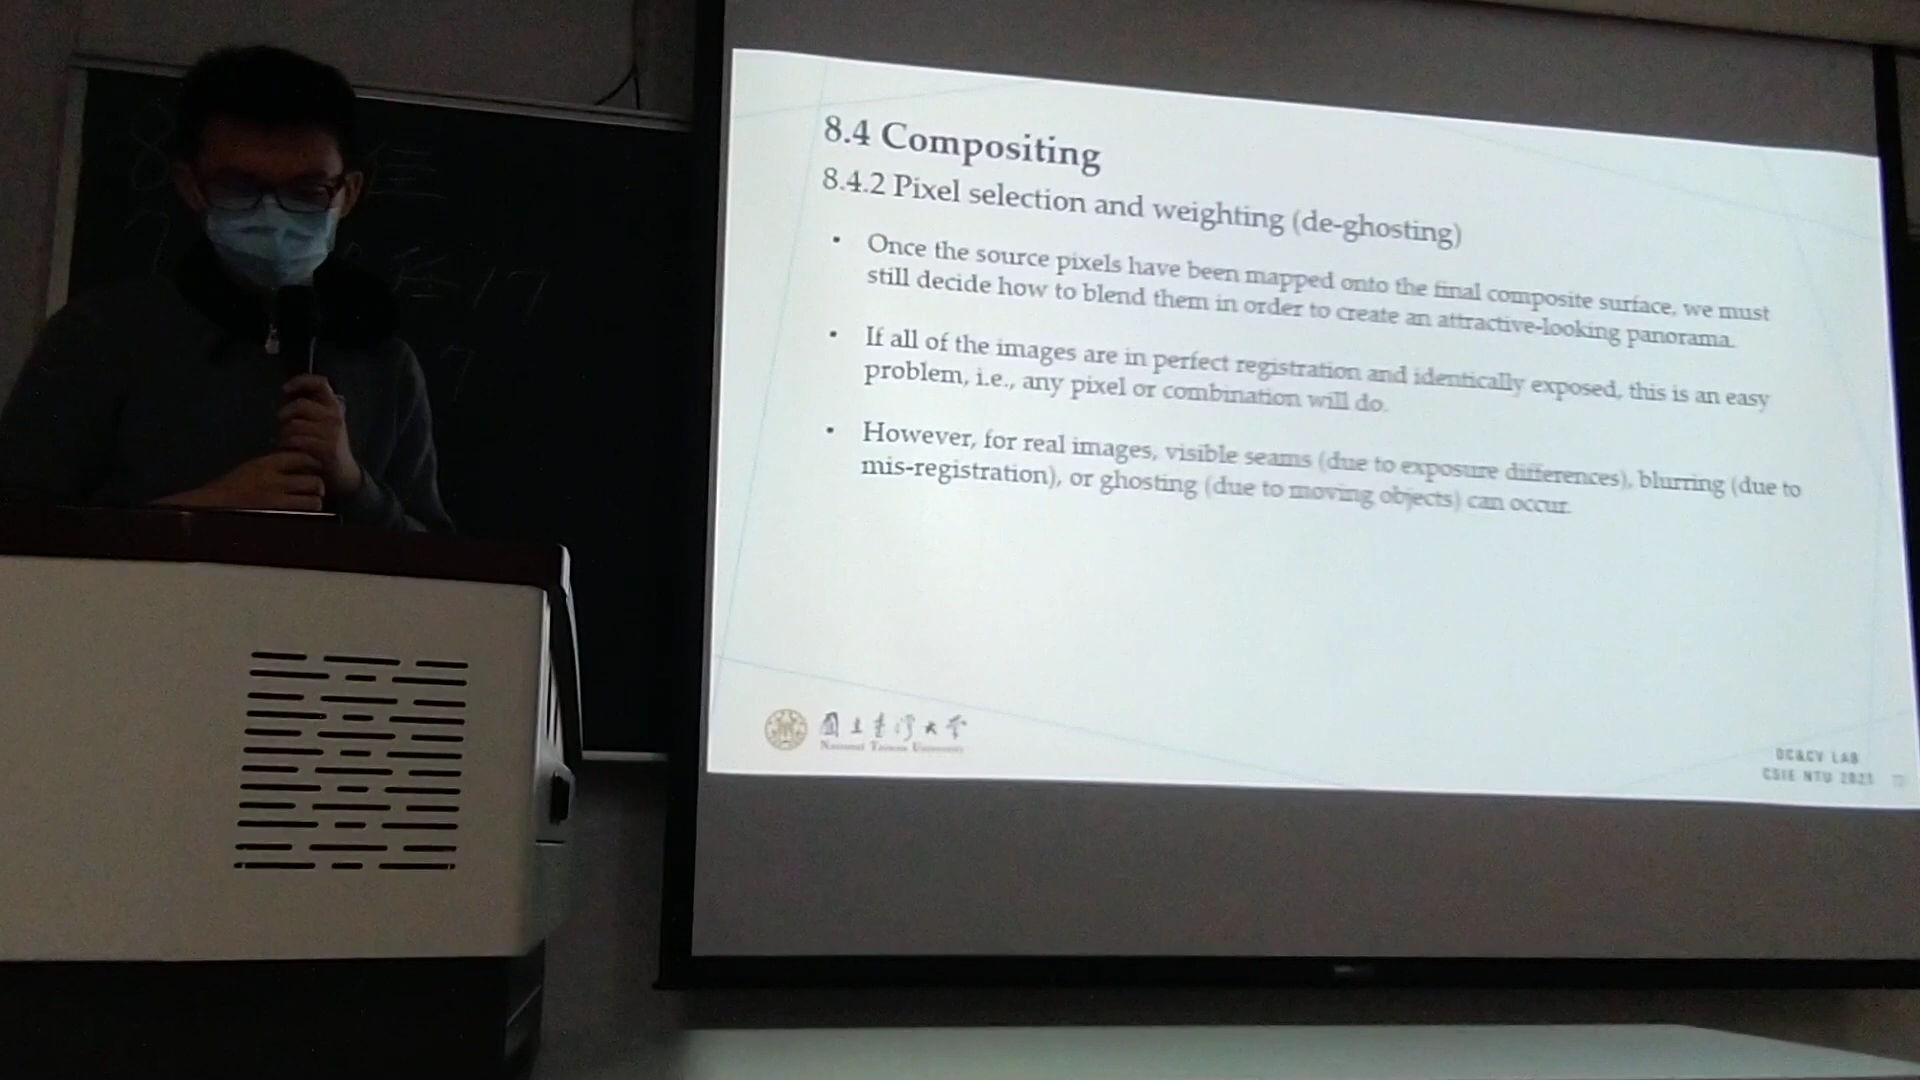 8.4 Compositing
8.4.2 Pixel selection and weighting (de-ghosting)
• Once the source pixels have been mapped onto the final composite surface, we must
still decide how to blend them in order to create an attractive-looking panorama.
• If all of the images are in perfect registration and identically exposed, this is an easy
problem, i.e., any pixel or combination will do.
• However, for real images, visible seams (due to exposure differences), blurring (due to
mis-registration), or ghosting (due to moving objects) can occur.
國立臺灣大學
National Taiwan University
DC&CV LAB
CSIE NTU 2021